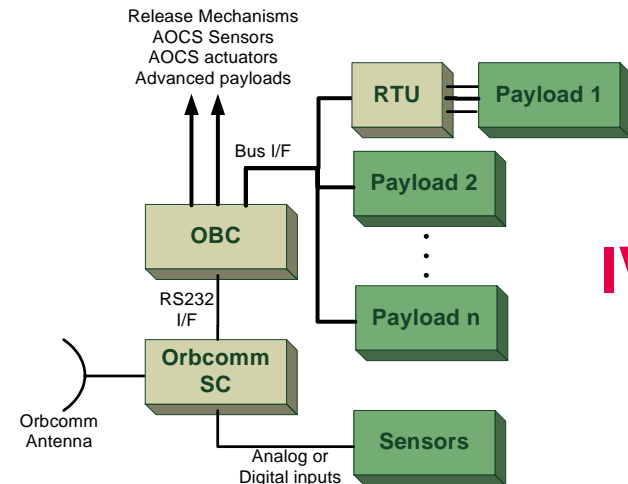 Release Mechanisms
AOCS Sensors
AOCS actuators
Advanced payloads
RTU
Payload 1
Bus I/F
Payload 2
OBC
RS232
I/F
Payload n
Orbcomm
SC
Orbcomm
Antenna
Sensors
Analog or
Digital inputs